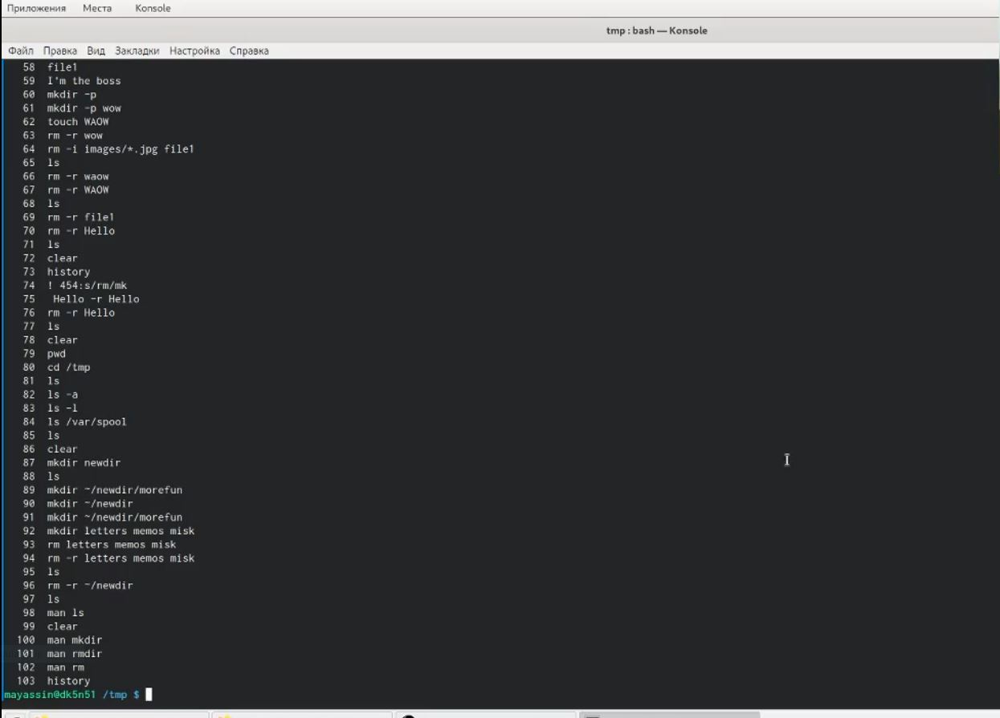 Приложения Места Konsole
tmp : bash — Konsole
Файл Правка Вид Закладки Настройка Справка
58 file1
59 I'm the boss
60 mkdir -p
61 mkdir -p wow
62 touch WAOW
63 rm -r wow
64 rm -i images/*.jpg file1
65 ls
66 rm -r waow
67 rm -r WAOW
68 ls
69 rm -r file1
70 rm -r Hello
71 ls
72 clear
73 history
74 ! 454:s/rm/mk
75 Hello -r Hello
76 rm -r Hello
77 ls
78 clear
79 pwd
80 cd /tmp
81 ls
82 ls -a
83 ls -l
84 ls /var/spool
85 ls
86 clear
87 mkdir newdir
88 ls
89 mkdir ~/newdir/morefun
90 mkdir ~/newdir
91 mkdir ~/newdir/morefun
92 mkdir letters memos misk
93 rm letters memos misk
94 rm -r letters memos misk
95 ls
96 rm -r ~/newdir
97 ls
98 man ls
99 clear
100 man mkdir
101 man rmdir
102 man rm
103 history
mayassin@dk5n51 /tmp $